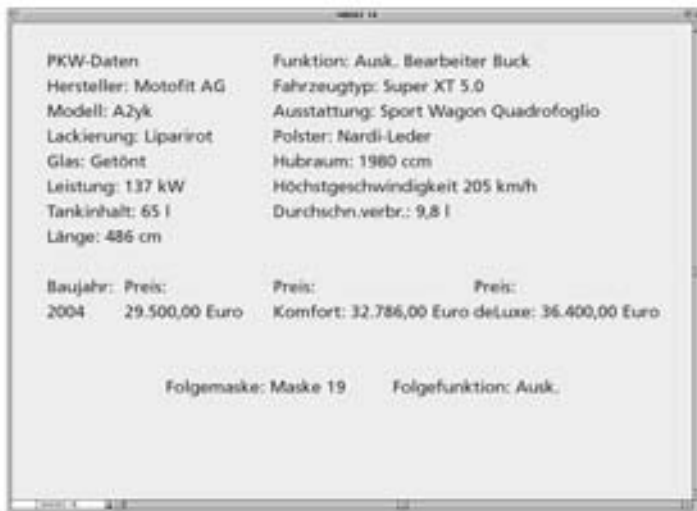 PKW-Daten Funktion: Ausk. Bearbeiter Buck
Hersteller: Motofit AG Fahrzeugtyp: Super XT 5.0
Modell: A2yk Ausstattung: Sport Wagon Quadrofoglio
Lackierung: Liparirot Polster: Nardi-Leder
Glas: Getönt Hubraum: 1980 ccm
Leistung: 137 kW Höchstgeschwindigkeit 205 km/h
Tankinhalt: 65 l Durchschn.verbr.: 9,8 l
Länge: 486 cm
Baujahr: Preis: Preis: Preis:
2004 29.500,00 Euro Komfort: 32.786,00 Euro deLuxe: 36.400,00 Euro
Folgemaske: Maske 19 Folgefunktion: Ausk.